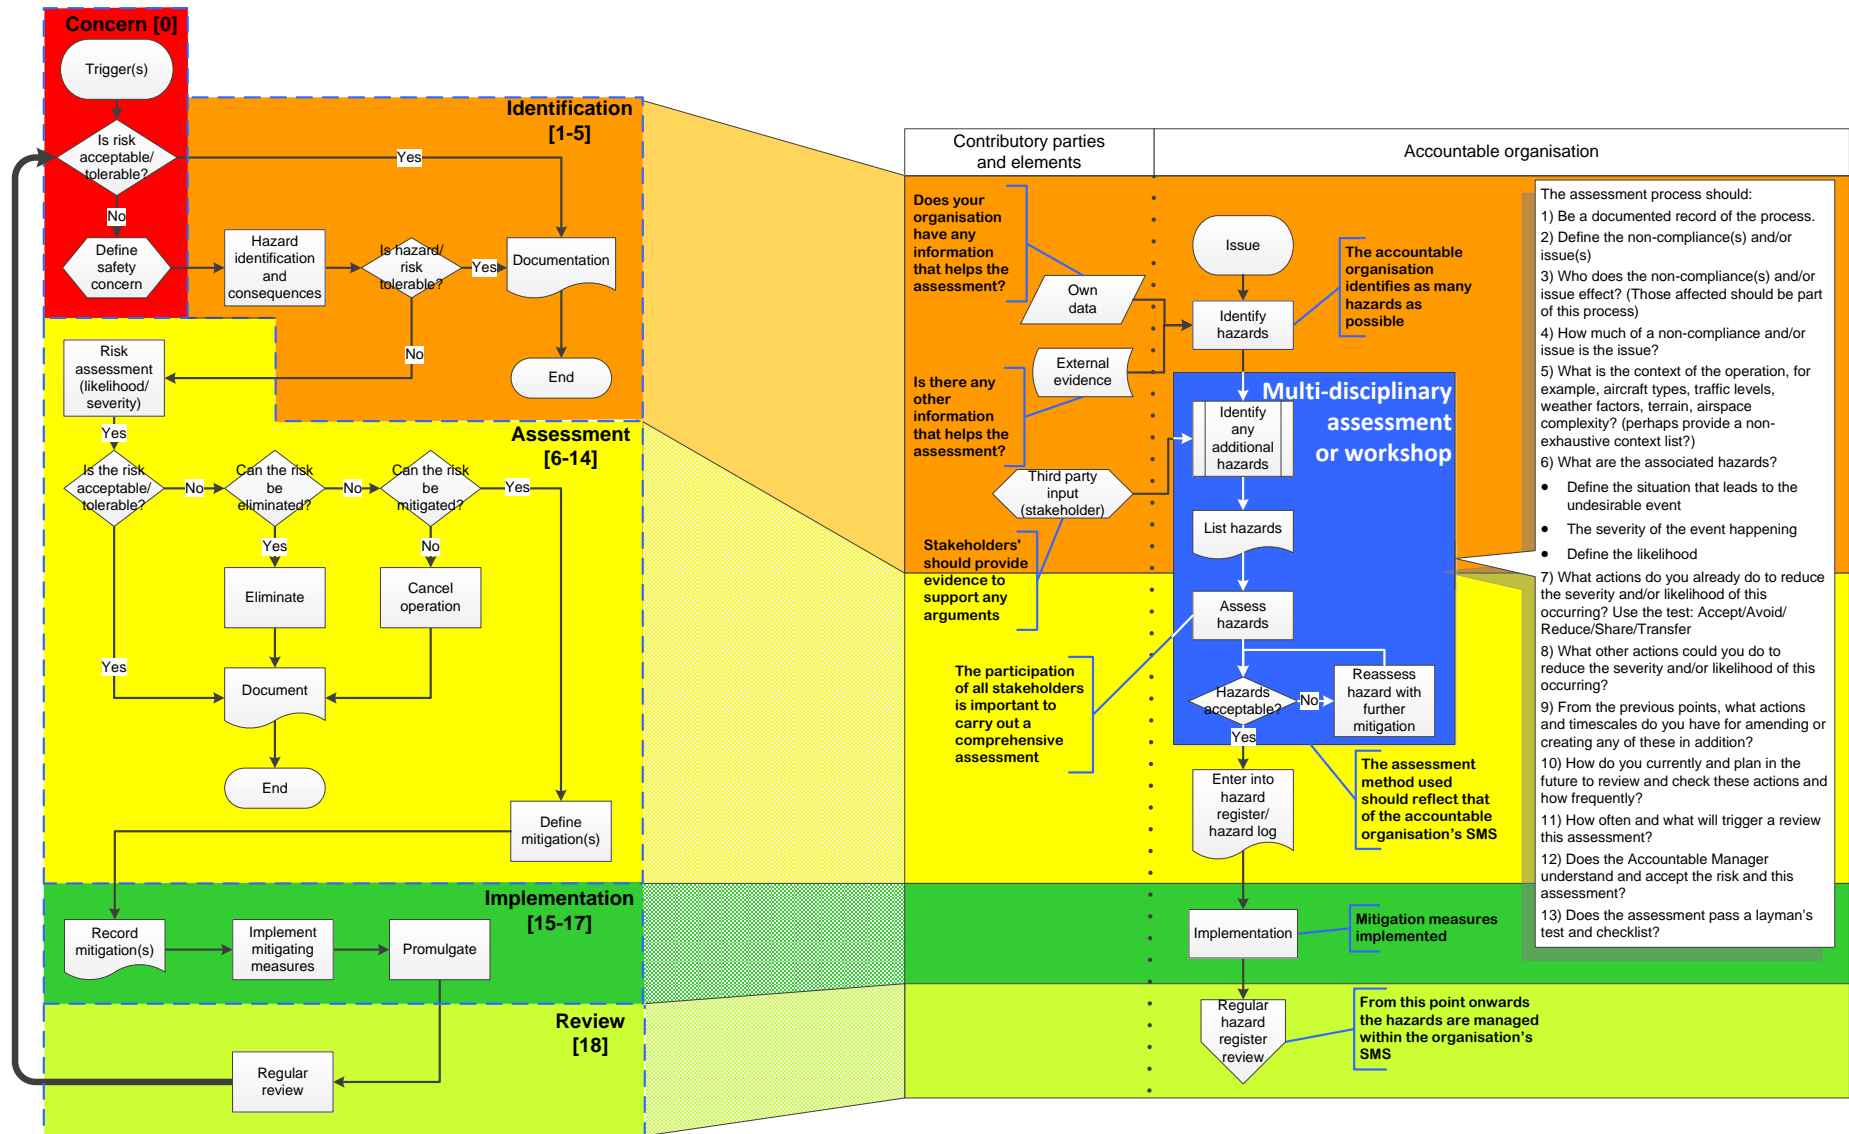 Concern [0]
Trigger(s)
Is risk
acceptable/
tolerable?
No
Yes
Define
safety
concern
Identification
[1-5]
Hazard
identification
and
consequences
Is hazard/
risk
tolerable?
Yes
No
Documentation
End
Risk
assessment
(likelihood/
severity)
Yes
Assessment
[6-14]
Is the risk
acceptable/
tolerable?
No
Can the risk
be
eliminated?
No
Can the risk
be
mitigated?
Yes
Yes
No
Eliminate
Cancel
operation
Yes
Document
End
Define
mitigation(s)
Implementation
[15-17]
Record
mitigation(s)
Implement
mitigating
measures
Promulgate
Review
[18]
Regular
review
Contributory parties
and elements
Accountable organisation
Does your
organisation
have any
information
that helps the
assessment?
Own
data
Issue
The accountable
organisation
identifies as many
hazards as
possible
Identify
hazards
External
evidence
Is there any
other
information
that helps the
assessment?
Multi-disciplinary
assessment
or workshop
Identify
any
additional
hazards
Third party
input
(stakeholder)
List hazards
Stakeholders'
should provide
evidence to
support any
arguments
Assess
hazards
The participation
of all stakeholders
is important to
carry out a
comprehensive
assessment
Hazards
acceptable?
No
Reassess
hazard with
further
mitigation
Yes
Enter into
hazard
register/
hazard log
The assessment
method used
should reflect that
of the accountable
organisation’s SMS
Implementation
Mitigation measures
implemented
Regular
hazard
register
review
From this point onwards
the hazards are managed
within the organisation’s
SMS
The assessment process should:
1) Be a documented record of the process.
2) Define the non-compliance(s) and/or
issue(s)
3) Who does the non-compliance(s) and/or
issue effect? (Those affected should be part
of this process)
4) How much of a non-compliance and/or
issue is the issue?
5) What is the context of the operation, for
example, aircraft types, traffic levels,
weather factors, terrain, airspace
complexity? (perhaps provide a non-
exhaustive context list?)
6) What are the associated hazards?
• Define the situation that leads to the
undesirable event
• The severity of the event happening
• Define the likelihood
7) What actions do you already do to reduce
the severity and/or likelihood of this
occurring? Use the test: Accept/Avoid/
Reduce/Share/Transfer
8) What other actions could you do to
reduce the severity and/or likelihood of this
occurring?
9) From the previous points, what actions
and timescales do you have for amending or
creating any of these in addition?
10) How do you currently and plan in the
future to review and check these actions and
how frequently?
11) How often and what will trigger a review
this assessment?
12) Does the Accountable Manager
understand and accept the risk and this
assessment?
13) Does the assessment pass a layman’s
test and checklist?